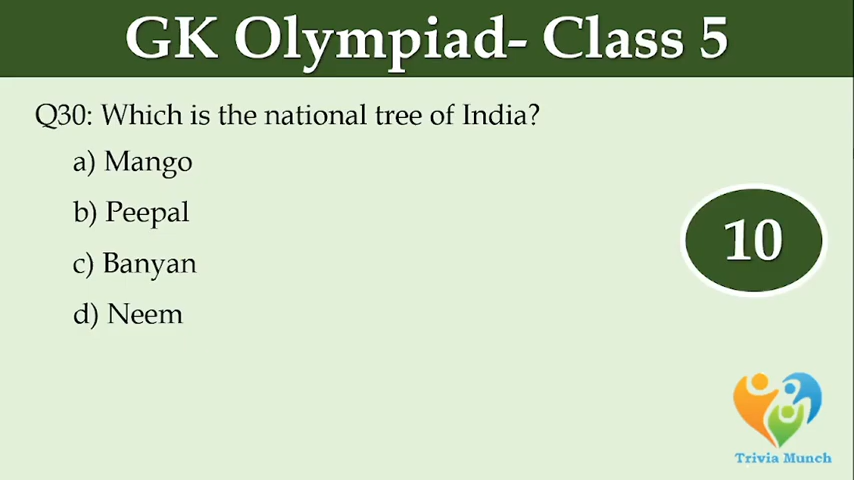 GK Olympiad- Class 5
Q30: Which is the national tree of India?
a) Mango
b) Peepal
c) Banyan
d) Neem
10
Trivia Munch